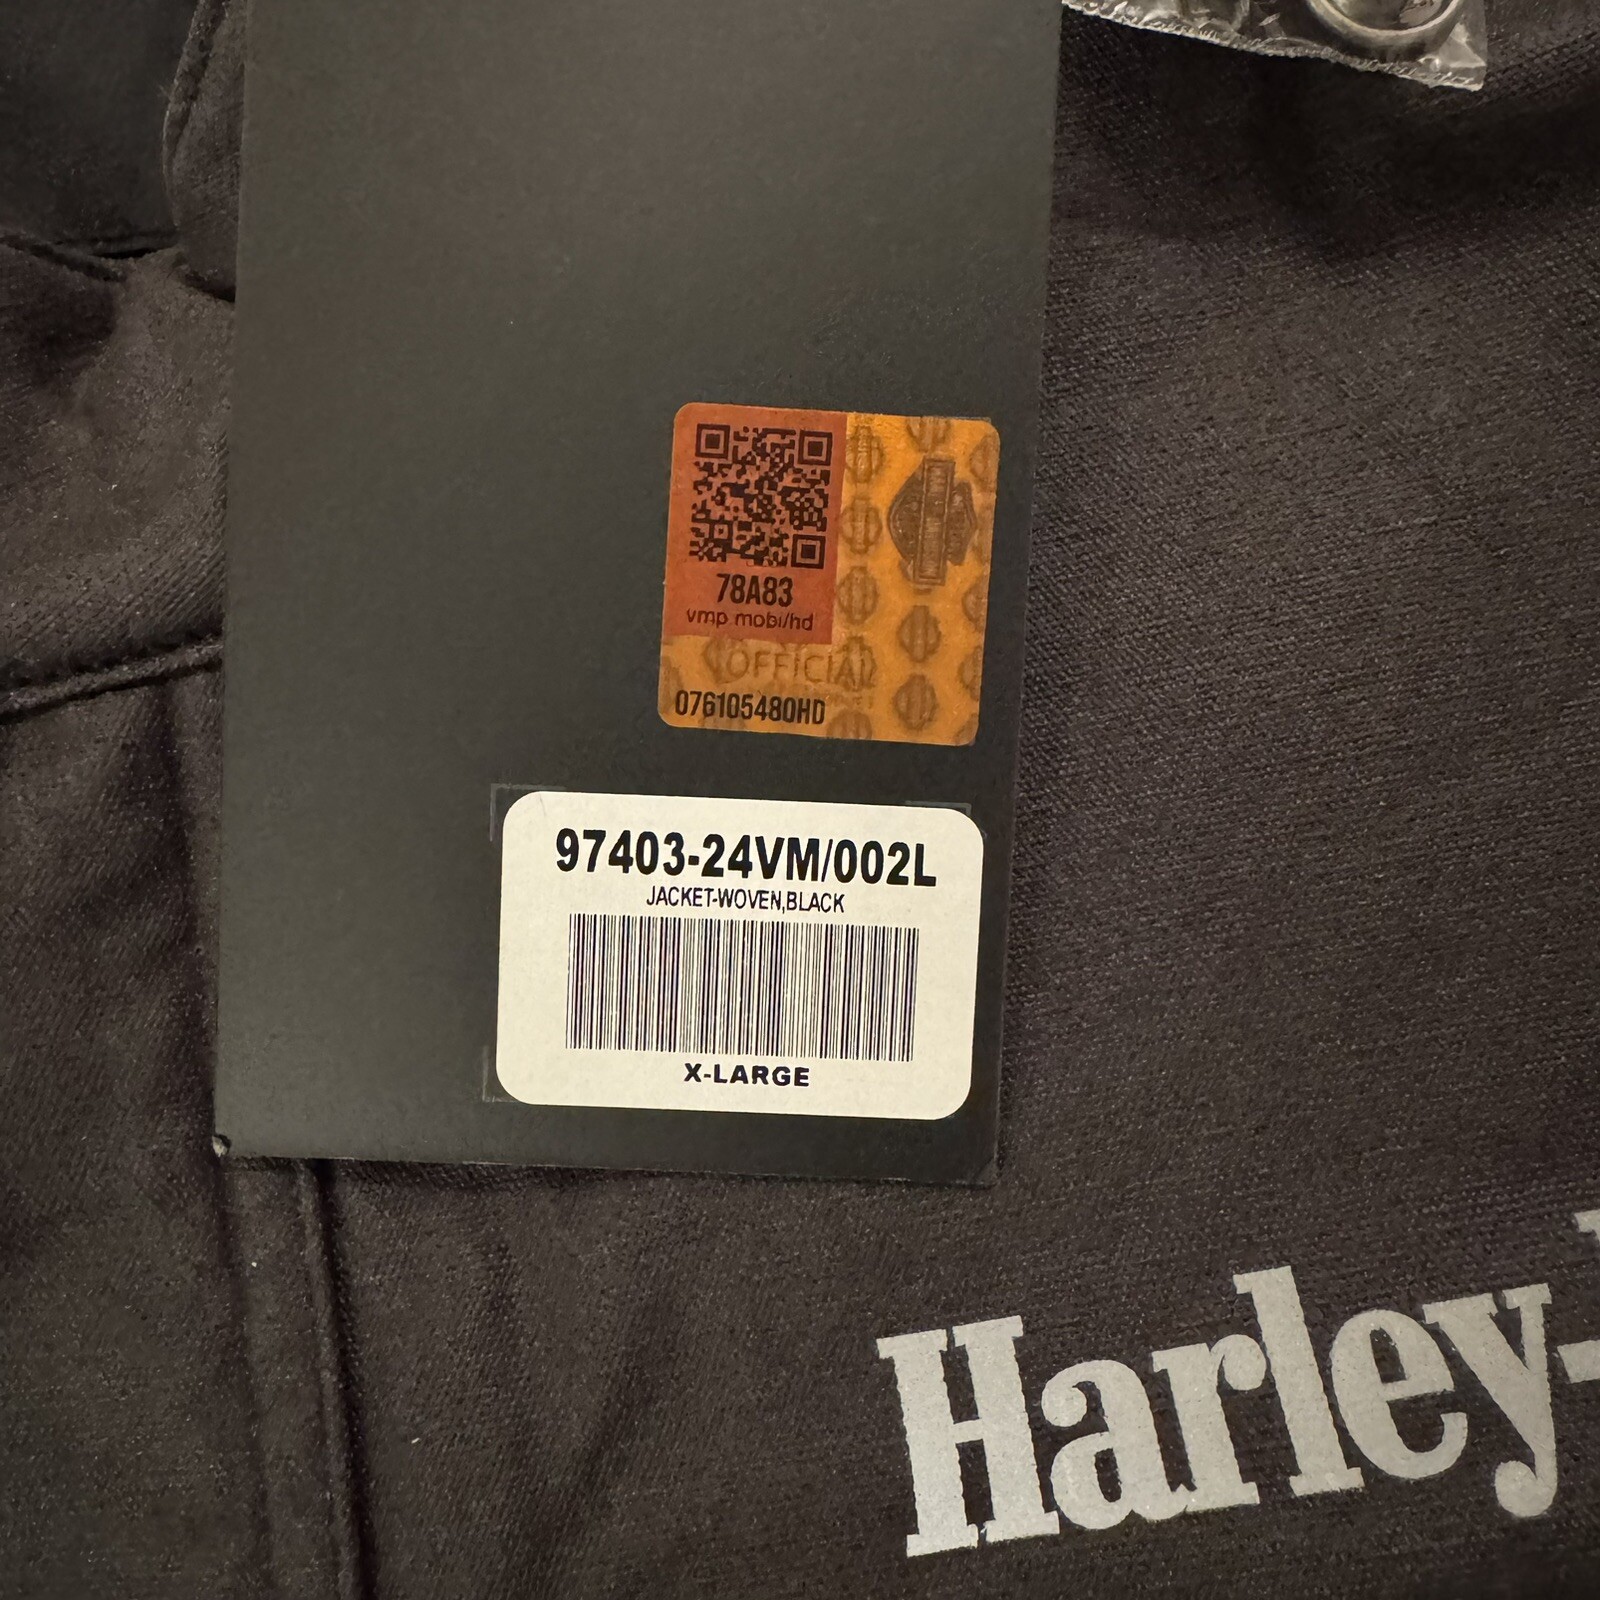 78A83
vmp mobi/hd
OFFICIAL
076105480HD
97403-24VM/002L
JACKET-WOVEN,BLACK
X-LARGE
Harley-